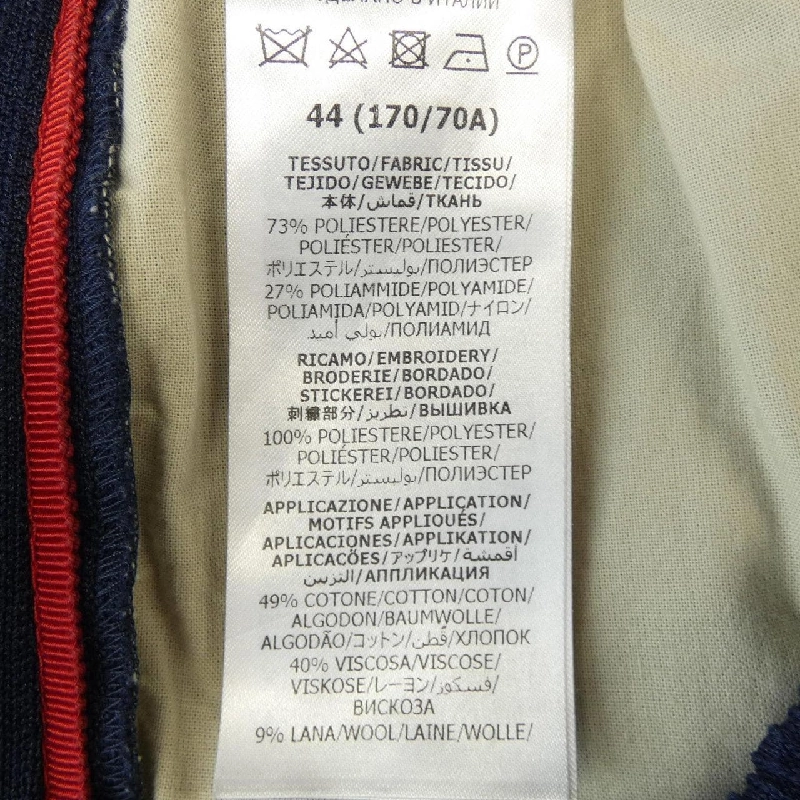 СДЕЛАНО В ИТАЛИИ
P
44 (170/70A)
TESSUTO/FABRIC/TISSU/
TEJIDO/GEWEBE/TECIDO/
本体/قماش/ТКАНЬ
73% POLIESTERE/POLYESTER/
POLIÉSTER/POLIESTER/
ポリエステル/بوليستر/ПОЛИЭСТЕР
27% POLIAMMIDE/POLYAMIDE/
POLIAMIDA/POLYAMID/ナイロン/
بولي أميد/ПОЛИАМИД
RICAMO/EMBROIDERY/
BRODERIE/BORDADO/
STICKEREI/BORDADO/
刺繍部分/تطريز/ВЫШИВКА
100% POLIESTERE/POLYESTER/
POLIÉSTER/POLIESTER/
ポリエステル/بوليستر/ПОЛИЭСТЕР
APPLICAZIONE/APPLICATION/
MOTIFS APPLIQUÉS/
APLICACIONES/APPLIKATION/
APLICACÕES/アップリケ/أقمشة
التزيين/АППЛИКАЦИЯ
49% COTONE/COTTON/COTON/
ALGODON/BAUMWOLLE/
ALGODÃO/コットン/قطن/ХЛОПОК
40% VISCOSA/VISCOSE/
VISKOSE/レーヨン/فسكوز/
ВИСКОЗА
9% LANA/WOOL/LAINE/WOLLE/